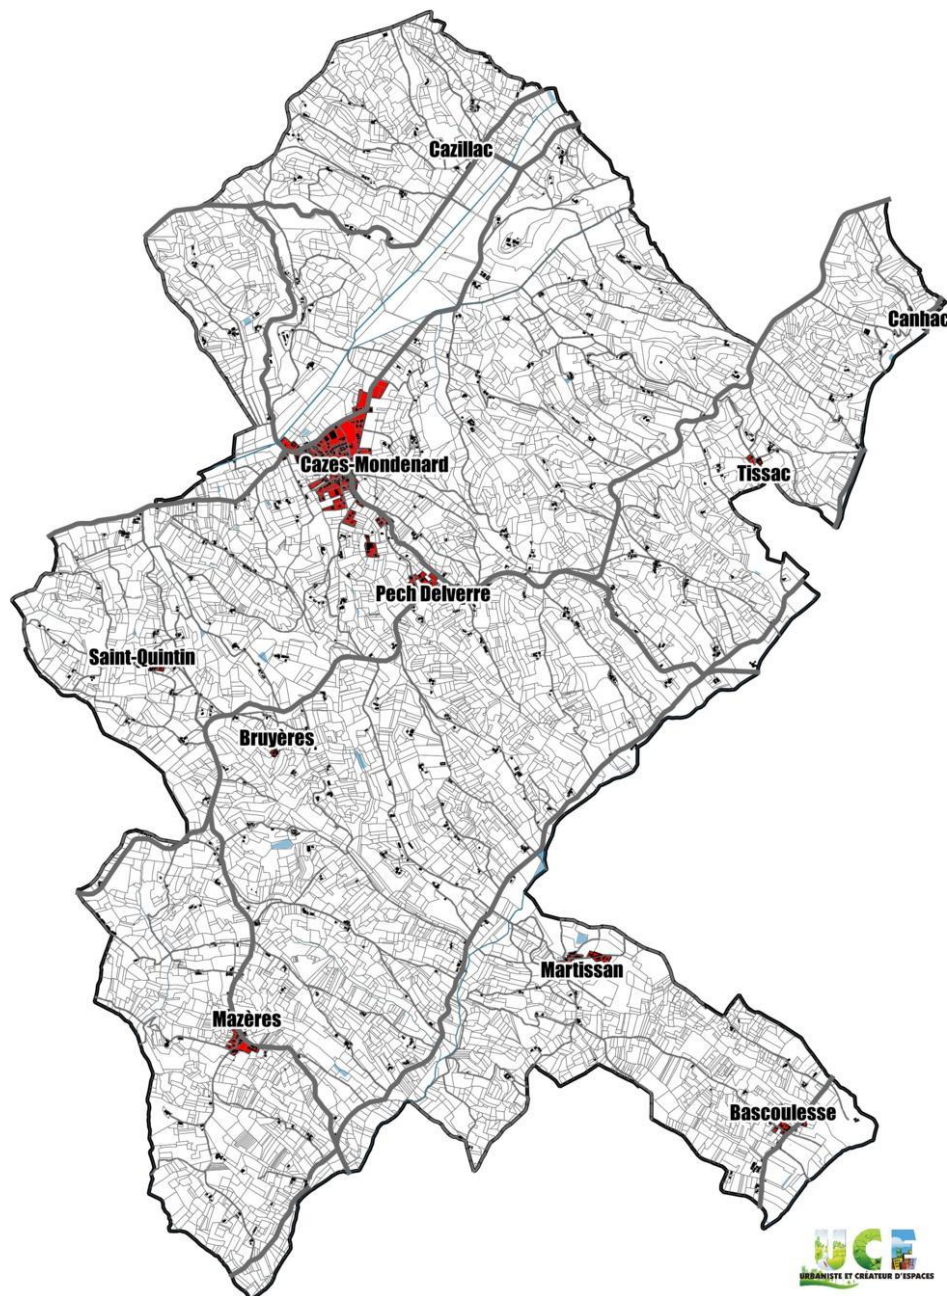 Cazillac
Canhac
Cazes-Mondenard
Tissac
Pech Delverre
Saint-Quintin
Bruyères
Martissan
Mazères
Bascoulesse
UCE
URBANISTE ET CRÉATEUR D'ESPACES